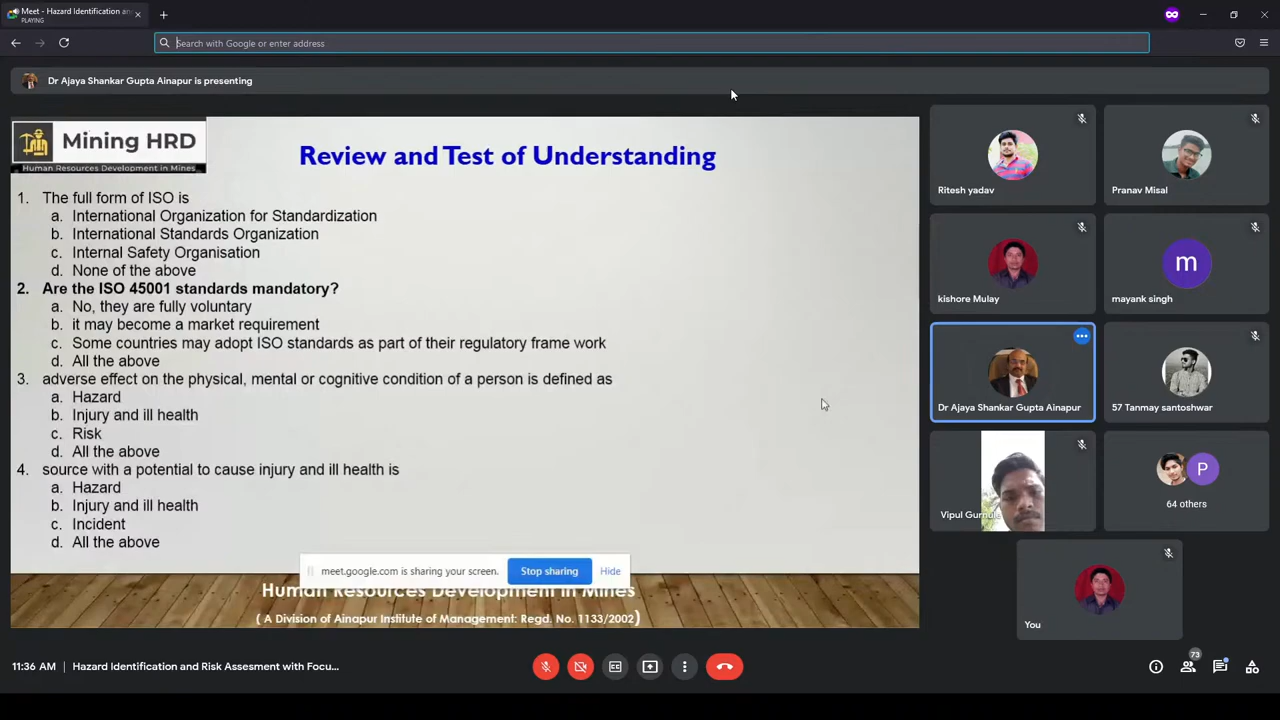 Meet - Hazard Identification and
PLAYING
Search with Google or enter address
Dr Ajaya Shankar Gupta Ainapur is presenting
Mining HRD
Human Resources Development in Mines
Review and Test of Understanding
1. The full form of ISO is
a. International Organization for Standardization
b. International Standards Organization
c. Internal Safety Organisation
d. None of the above
2. Are the ISO 45001 standards mandatory?
a. No, they are fully voluntary
b. it may become a market requirement
c. Some countries may adopt ISO standards as part of their regulatory frame work
d. All the above
3. adverse effect on the physical, mental or cognitive condition of a person is defined as
a. Hazard
b. Injury and ill health
c. Risk
d. All the above
4. source with a potential to cause injury and ill health is
a. Hazard
b. Injury and ill health
c. Incident
d. All the above
meet.google.com is sharing your screen. Stop sharing Hide
Human Resources Development in Mines
( A Division of Ainapur Institute of Management: Regd. No. 1133/2002)
Ritesh yadav
Pranav Misal
kishore Mulay
m
mayank singh
Dr Ajaya Shankar Gupta Ainapur
57 Tanmay santoshwar
Vipul Gurnule
P
64 others
You
11:36 AM | Hazard Identification and Risk Assesment with Focu...
73